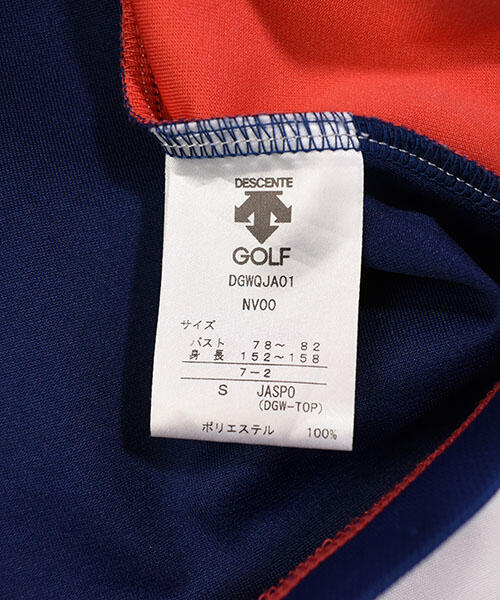 DESCENTE
GOLF
DGWQJA01
NV00
サイズ
バスト 78〜 82
身長 152〜158
7-2
S JASPO
(DGW-TOP)
ポリエステル 100%